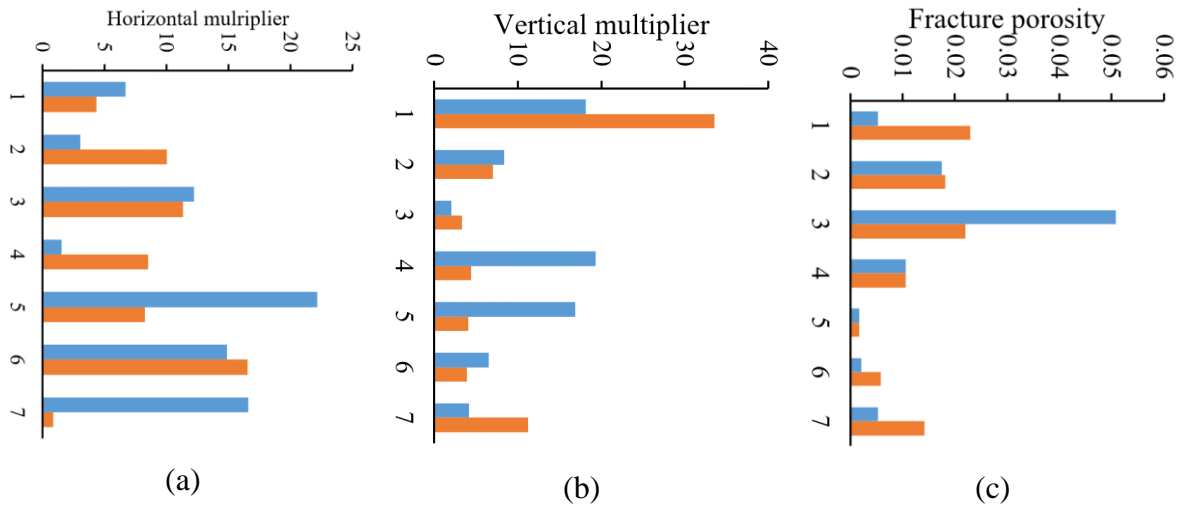 Horizontal mulriplier
0 5 10 15 20 25
1
2
3
4
5
6
7
(a)
Vertical multiplier
0 10 20 30 40
1
2
3
4
5
6
7
(b)
Fracture porosity
0 0.01 0.02 0.03 0.04 0.05 0.06
1
2
3
4
5
6
7
(c)